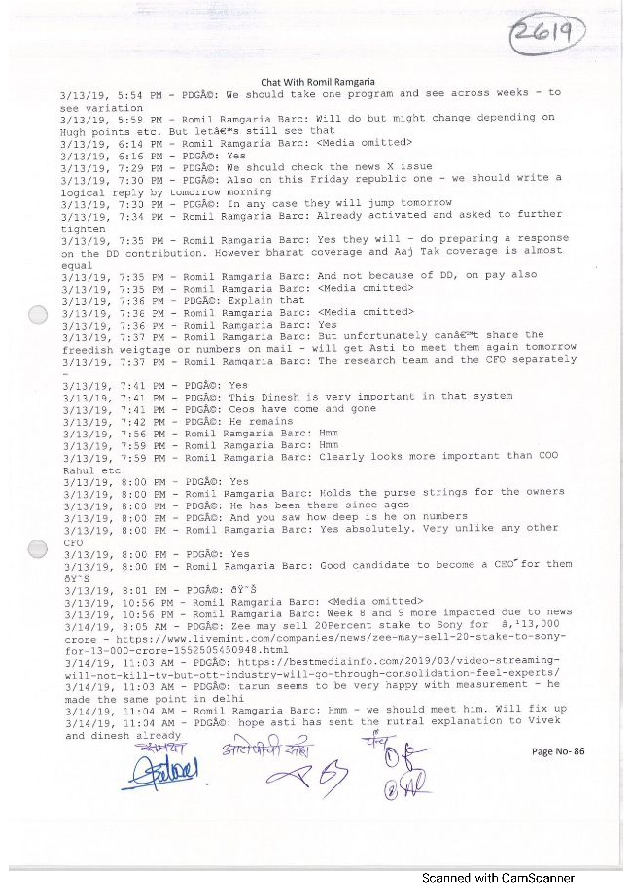 2619
Chat With Romil Ramgaria
3/13/19, 5:54 PM - PDGÂ©: We should take one program and see across weeks - to
see variation
3/13/19, 5:59 PM - Romil Ramgaria Barc: Will do but might change depending on
Hugh points etc. But letâ€™s still see that
3/13/19, 6:14 PM - Romil Ramgaria Barc: <Media omitted>
3/13/19, 6:16 PM - PDGÂ©: Yes
3/13/19, 7:29 PM - PDGÂ©: We should check the news X issue
3/13/19, 7:30 PM - PDGÂ©: Also on this Friday republic one - we should write a
logical reply by tomorrow morning
3/13/19, 7:30 PM - PDGÂ©: In any case they will jump tomorrow
3/13/19, 7:34 PM - Romil Ramgaria Barc: Already activated and asked to further
tighten
3/13/19, 7:35 PM - Romil Ramgaria Barc: Yes they will - do preparing a response
on the DD contribution. However bharat coverage and Aaj Tak coverage is almost
equal
3/13/19, 7:35 PM - Romil Ramgaria Barc: And not because of DD, on pay also
3/13/19, 7:35 PM - Romil Ramgaria Barc: <Media omitted>
3/13/19, 7:36 PM - PDGÂ©: Explain that
3/13/19, 7:36 PM - Romil Ramgaria Barc: <Media omitted>
3/13/19, 7:36 PM - Romil Ramgaria Barc: Yes
3/13/19, 7:37 PM - Romil Ramgaria Barc: But unfortunately canâ€™t share the
freedish veigtage or numbers on mail - will get Asti to meet them again tomorrow
3/13/19, 7:37 PM - Romil Ramgaria Barc: The research team and the CFO separately
-
3/13/19, 7:41 PM - PDGÂ©: Yes
3/13/19, 7:41 PM - PDGÂ©: This Dinesh is very important in that system
3/13/19, 7:41 PM - PDGÂ©: Ceos have come and gone
3/13/19, 7:42 PM - PDGÂ©: He remains
3/13/19, 7:56 PM - Romil Ramgaria Barc: Hmm
3/13/19, 7:59 PM - Romil Ramgaria Barc: Hmm
3/13/19, 7:59 PM - Romil Ramgaria Barc: Clearly looks more important than COO
Rahul etc
3/13/19, 8:00 PM - PDGÂ©: Yes
3/13/19, 8:00 PM - Romil Ramgaria Barc: Holds the purse strings for the owners
3/13/19, 8:00 PM - PDGÂ©: He has been there since ages
3/13/19, 8:00 PM - PDGÂ©: And you saw how deep is he on numbers
3/13/19, 8:00 PM - Romil Ramgaria Barc: Yes absolutely. Very unlike any other
CFO
3/13/19, 8:00 PM - PDGÂ©: Yes
3/13/19, 8:00 PM - Romil Ramgaria Barc: Good candidate to become a CEO for them
ðŸ˜Š
3/13/19, 8:01 PM - PDGÂ©: ðŸ˜Š
3/13/19, 10:56 PM - Romil Ramgaria Barc: <Media omitted>
3/13/19, 10:56 PM - Romil Ramgaria Barc: Week 8 and 9 more impacted due to news
3/14/19, 8:05 AM - PDGÂ©: Zee may sell 20Percent stake to Sony for â‚¹13,000
crore - https://www.livemint.com/companies/news/zee-may-sell-20-stake-to-sony-
for-13-000-crore-1552505450948.html
3/14/19, 11:03 AM - PDGÂ©: https://bestmediainfo.com/2019/03/video-streaming-
will-not-kill-tv-but-ott-industry-will-go-through-consolidation-feel-experts/
3/14/19, 11:03 AM - PDGÂ©: tarun seems to be very happy with measurement - he
made the same point in delhi
3/14/19, 11:04 AM - Romil Ramgaria Barc: Hmm - we should meet him. Will fix up
3/14/19, 11:04 AM - PDGÂ©: hope asti has sent the rutral explanation to Vivek
and dinesh already
समक्ष
पंच
Page No- 86
Scanned with CamScanner